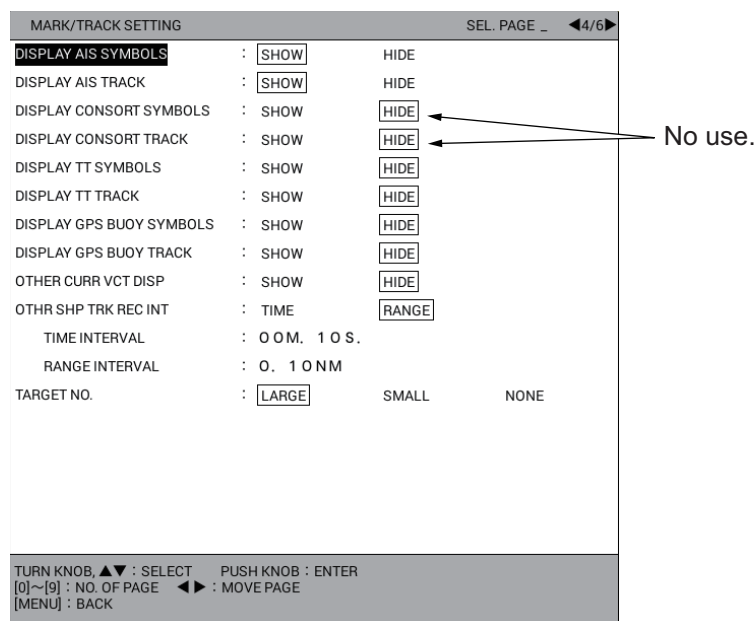 MARK/TRACK SETTING SEL. PAGE _ ◀4/6▶
DISPLAY AIS SYMBOLS : SHOW HIDE
DISPLAY AIS TRACK : SHOW HIDE
DISPLAY CONSORT SYMBOLS : SHOW HIDE
DISPLAY CONSORT TRACK : SHOW HIDE
No use.
DISPLAY TT SYMBOLS : SHOW HIDE
DISPLAY TT TRACK : SHOW HIDE
DISPLAY GPS BUOY SYMBOLS : SHOW HIDE
DISPLAY GPS BUOY TRACK : SHOW HIDE
OTHER CURR VCT DISP : SHOW HIDE
OTHR SHP TRK REC INT : TIME RANGE
TIME INTERVAL : 00M. 10S.
RANGE INTERVAL : 0. 10NM
TARGET NO. : LARGE SMALL NONE
TURN KNOB, ▲▼ : SELECT PUSH KNOB : ENTER
[0]~[9] : NO. OF PAGE ◀ ▶ : MOVE PAGE
[MENU] : BACK